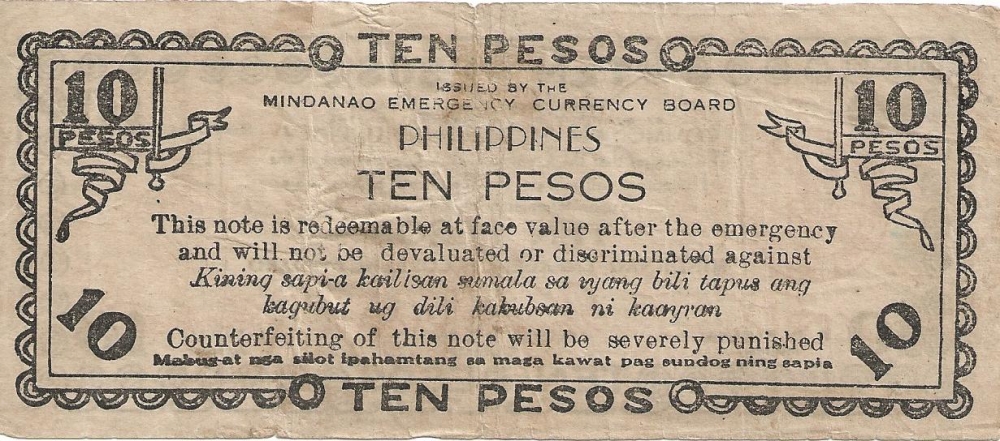 TEN PESOS
10 PESOS
10 PESOS
ISSUED BY THE
MINDANAO EMERGENCY CURRENCY BOARD
PHILIPPINES
TEN PESOS
This note is redeemable at face value after the emergency
and will not be devaluated or discriminated against
Kining sapi-a kailisan sumala sa iyang bili tapus ang
kagubut ug dili kakubsan ni kaayran
Counterfeiting of this note will be severely punished
Mabug-at nga silot ipahamtang sa maga kawat pag sundog ning sapia
10
10
TEN PESOS